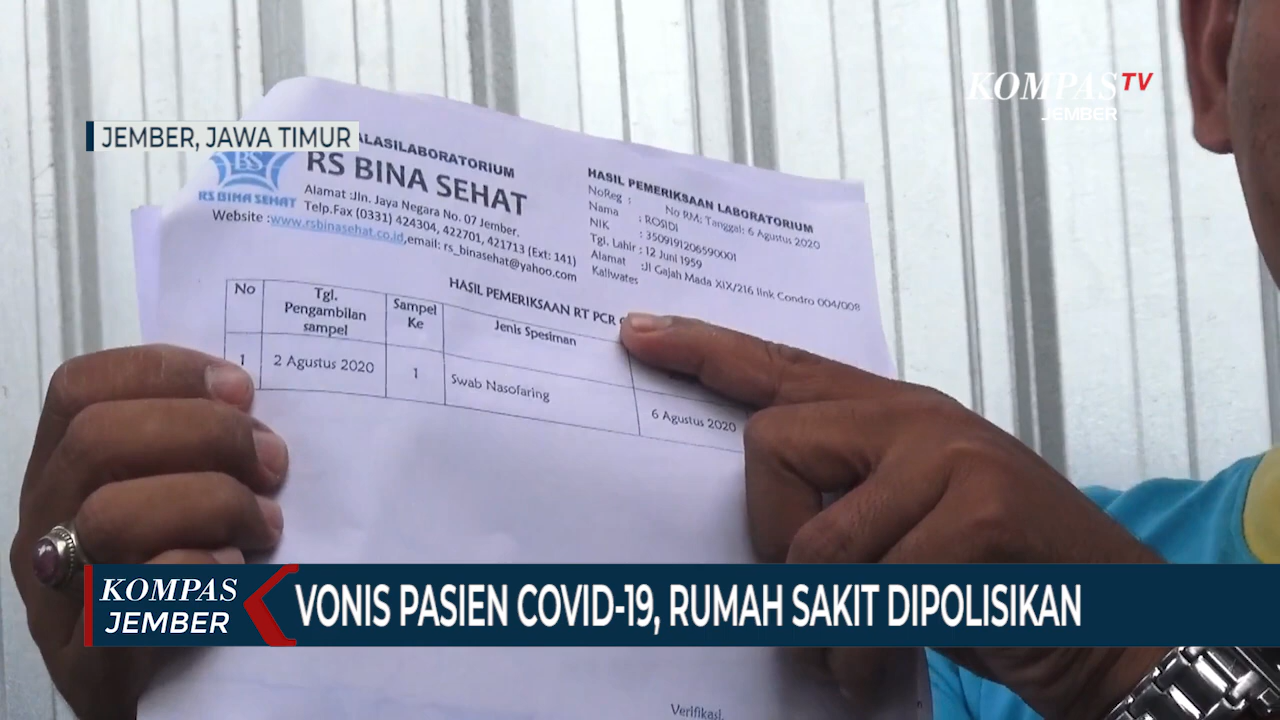 KOMPAS TV
JEMBER
JEMBER, JAWA TIMUR
ALASILABORATORIUM
RS BINA SEHAT
BS
RS BINA SEHAT
Alamat :Jln. Jaya Negara No. 07 Jember.
Telp.Fax (0331) 424304, 422701, 421713 (Ext: 141)
Website :www.rsbinasehat.co.id,email: rs_binasehat@yahoo.com
HASIL PEMERIKSAAN LABORATORIUM
NoReg : No RM: Tanggal: 6 Agustus 2020
Nama : ROSIDI
NIK : 3509191206590001
Tgl. Lahir : 12 Juni 1959
Alamat :Jl Gajah Mada XIX/216 link Condro 004/008
Kaliwates
HASIL PEMERIKSAAN RT PCR
No Tgl. Pengambilan sampel Sampel Ke Jenis Spesiman
1 2 Agustus 2020 1 Swab Nasofaring 6 Agustus 2020
KOMPAS
JEMBER
VONIS PASIEN COVID-19, RUMAH SAKIT DIPOLISIKAN
Verifikasi,